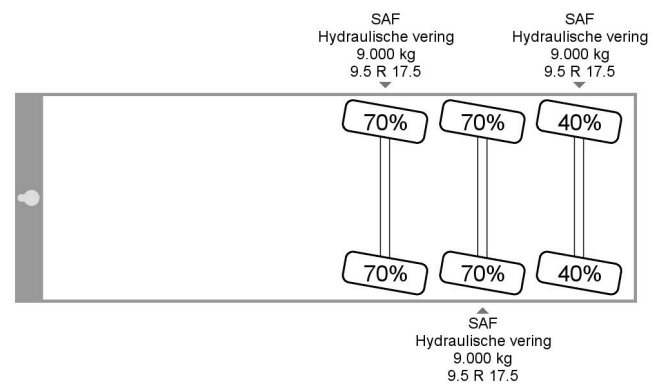 SAF
Hydraulische vering
9.000 kg
9.5 R 17.5
SAF
Hydraulische vering
9.000 kg
9.5 R 17.5
70%
70%
40%
70%
70%
40%
SAF
Hydraulische vering
9.000 kg
9.5 R 17.5